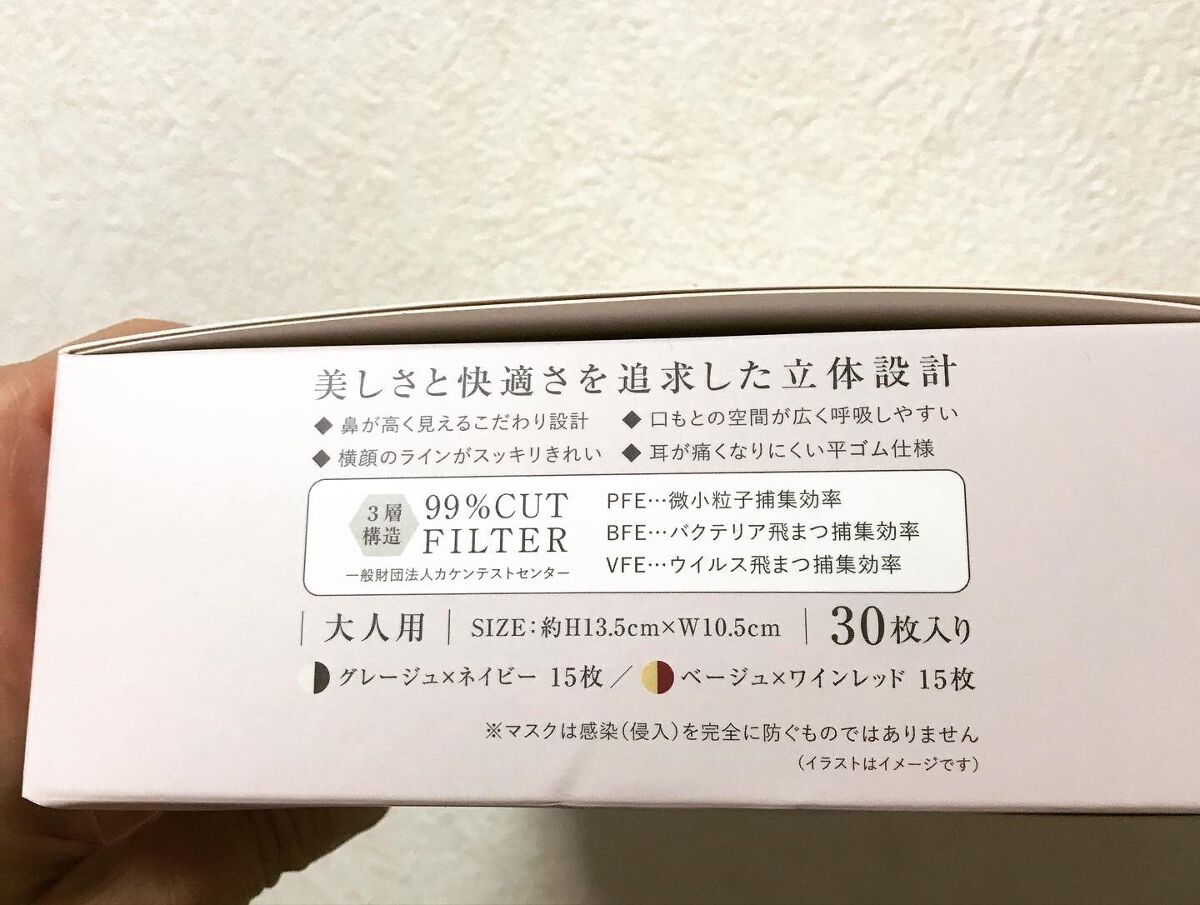 美しさと快適さを追求した立体設計
◆ 鼻が高く見えるこだわり設計 ◆ 口もとの空間が広く呼吸しやすい
◆ 横顔のラインがスッキリきれい ◆ 耳が痛くなりにくい平ゴム仕様
3層
構造
99%CUT
FILTER
一般財団法人カケンテストセンター
PFE…微小粒子捕集効率
BFE…バクテリア飛まつ捕集効率
VFE…ウイルス飛まつ捕集効率
大人用 | SIZE:約H13.5cm×W10.5cm | 30枚入り
グレージュ×ネイビー 15枚 / ベージュ×ワインレッド 15枚
※マスクは感染(侵入)を完全に防ぐものではありません
(イラストはイメージです)